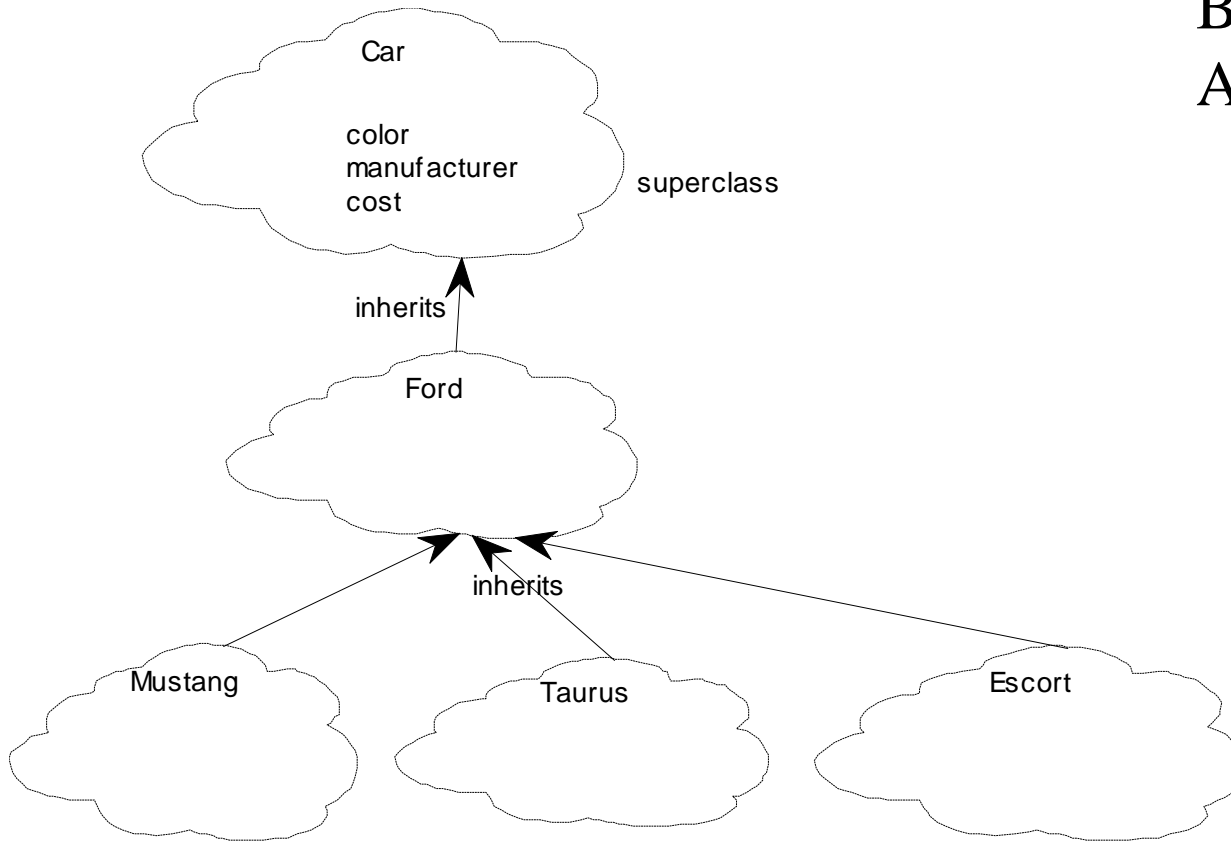 B
A
Car
color
manufacturer
cost
superclass
inherits
Ford
inherits
Mustang
Taurus
Escort